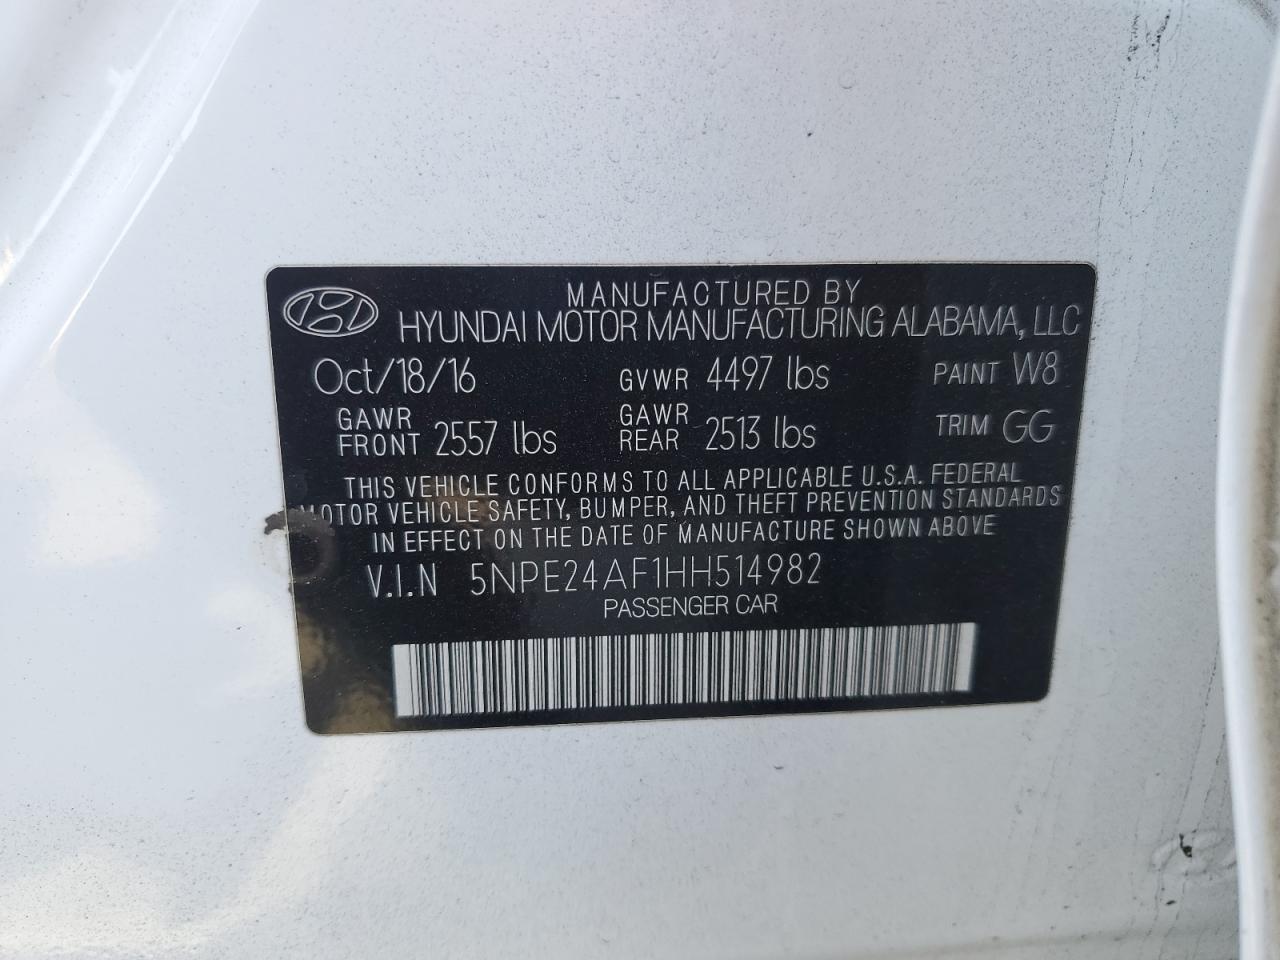 MANUFACTURED BY
HYUNDAI MOTOR MANUFACTURING ALABAMA, LLC
Oct/18/16 GVWR 4497 lbs PAINT W8
GAWR FRONT 2557 lbs GAWR REAR 2513 lbs TRIM GG
THIS VEHICLE CONFORMS TO ALL APPLICABLE U.S.A. FEDERAL
MOTOR VEHICLE SAFETY, BUMPER, AND THEFT PREVENTION STANDARDS
IN EFFECT ON THE DATE OF MANUFACTURE SHOWN ABOVE
V.I.N 5NPE24AF1HH514982
PASSENGER CAR